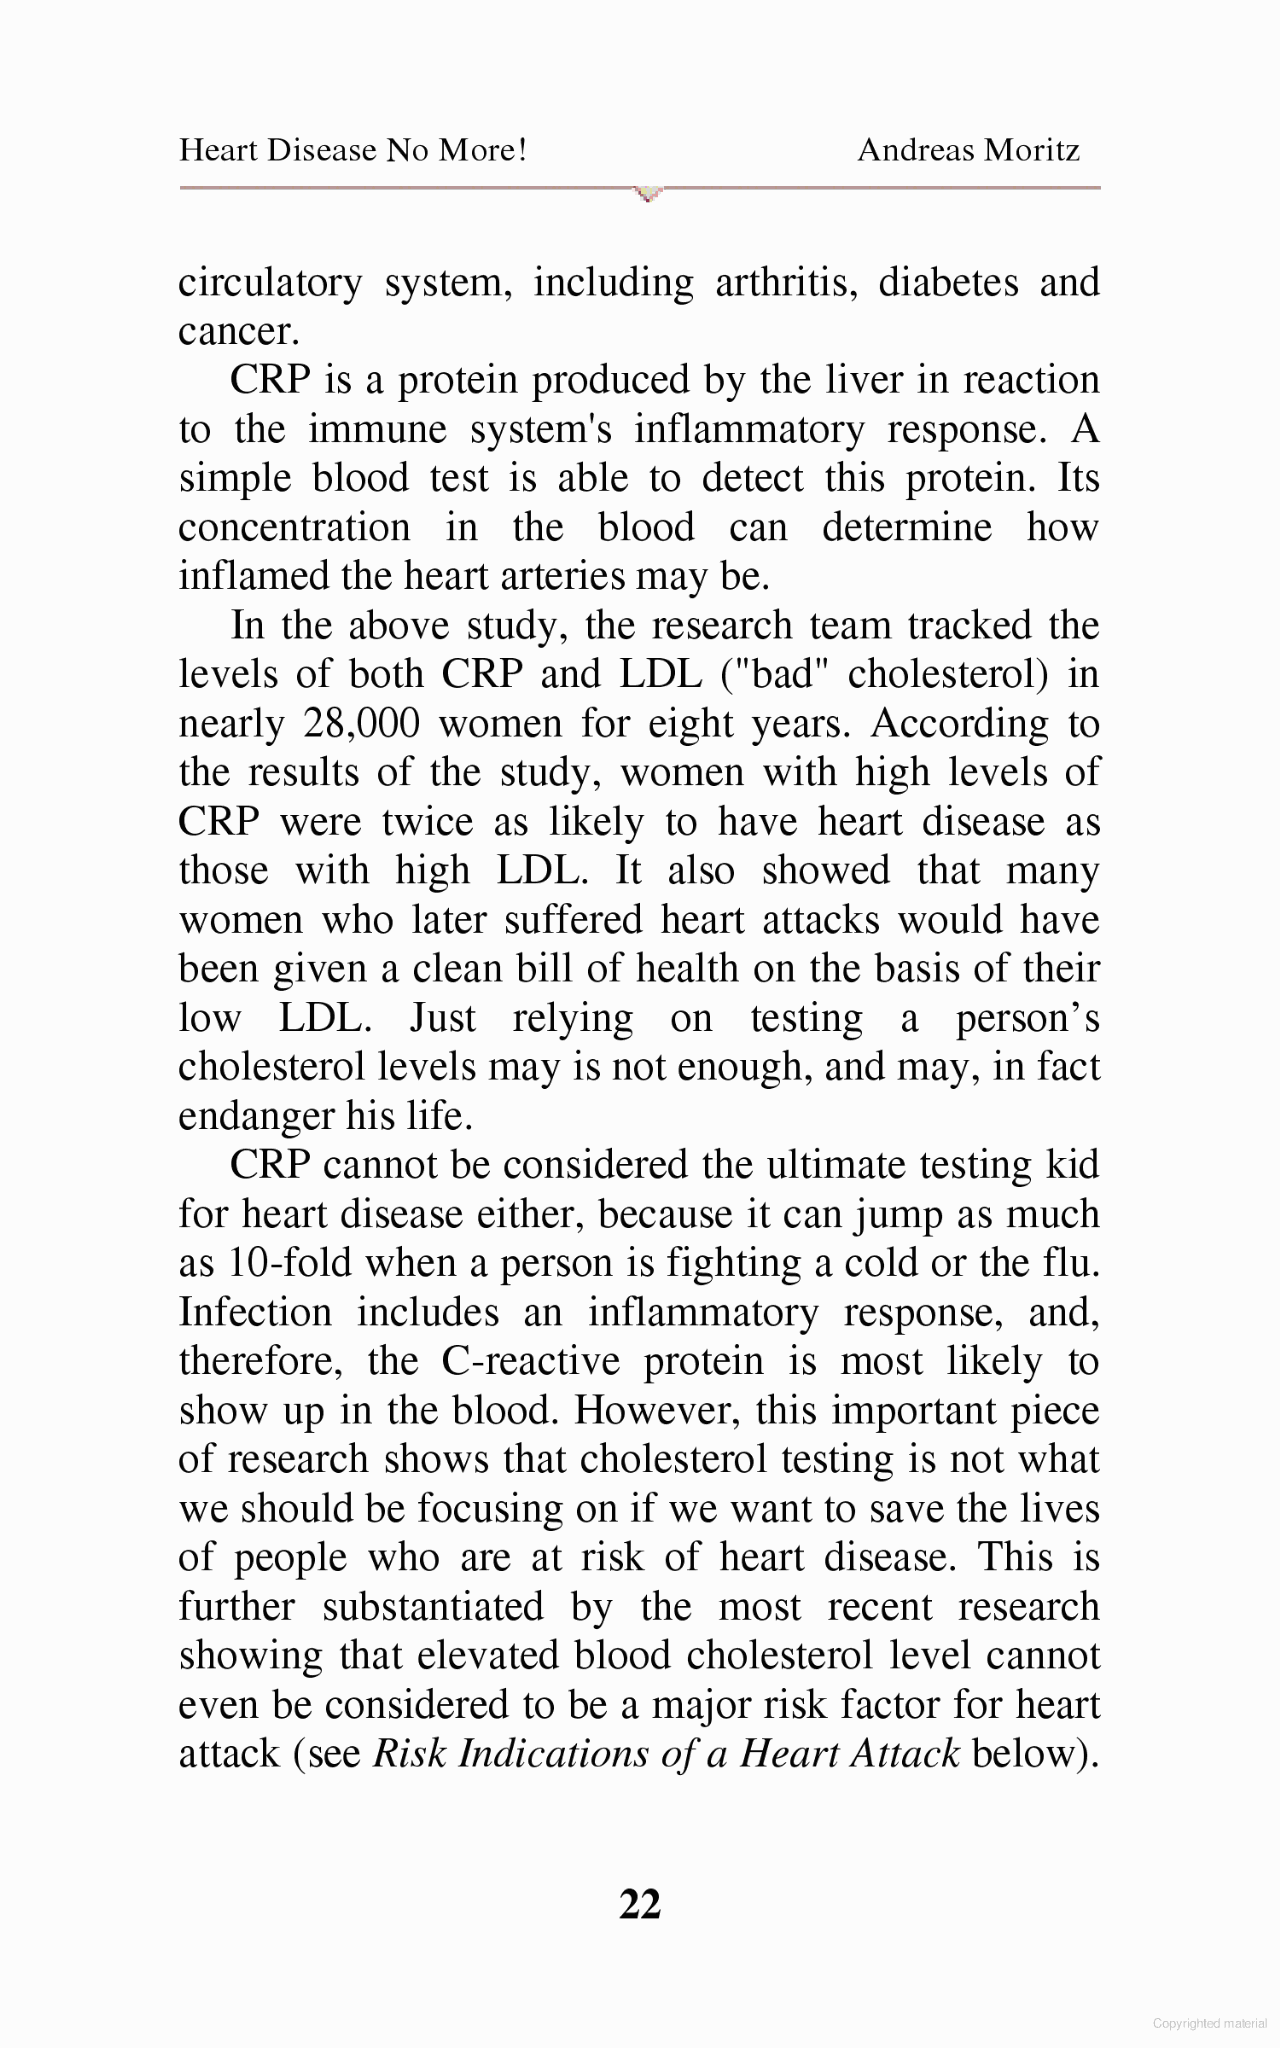 Heart Disease No More! Andreas Moritz
circulatory system, including arthritis, diabetes and
cancer.
CRP is a protein produced by the liver in reaction
to the immune system's inflammatory response. A
simple blood test is able to detect this protein. Its
concentration in the blood can determine how
inflamed the heart arteries may be.
In the above study, the research team tracked the
levels of both CRP and LDL ("bad" cholesterol) in
nearly 28,000 women for eight years. According to
the results of the study, women with high levels of
CRP were twice as likely to have heart disease as
those with high LDL. It also showed that many
women who later suffered heart attacks would have
been given a clean bill of health on the basis of their
low LDL. Just relying on testing a person’s
cholesterol levels may is not enough, and may, in fact
endanger his life.
CRP cannot be considered the ultimate testing kid
for heart disease either, because it can jump as much
as 10-fold when a person is fighting a cold or the flu.
Infection includes an inflammatory response, and,
therefore, the C-reactive protein is most likely to
show up in the blood. However, this important piece
of research shows that cholesterol testing is not what
we should be focusing on if we want to save the lives
of people who are at risk of heart disease. This is
further substantiated by the most recent research
showing that elevated blood cholesterol level cannot
even be considered to be a major risk factor for heart
attack (see Risk Indications of a Heart Attack below).
22
Copyrighted material